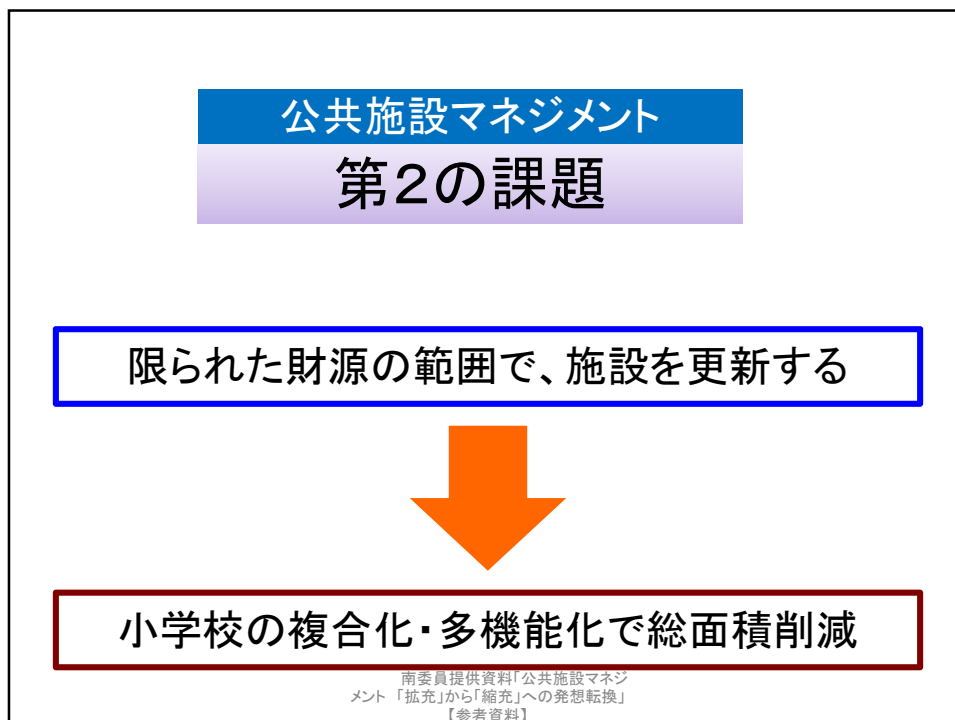 公共施設マネジメント
第2の課題
限られた財源の範囲で、施設を更新する
小学校の複合化・多機能化で総面積削減
南委員提供資料「公共施設マネジ
メント 「拡充」から「縮充」への発想転換」
【参考資料】